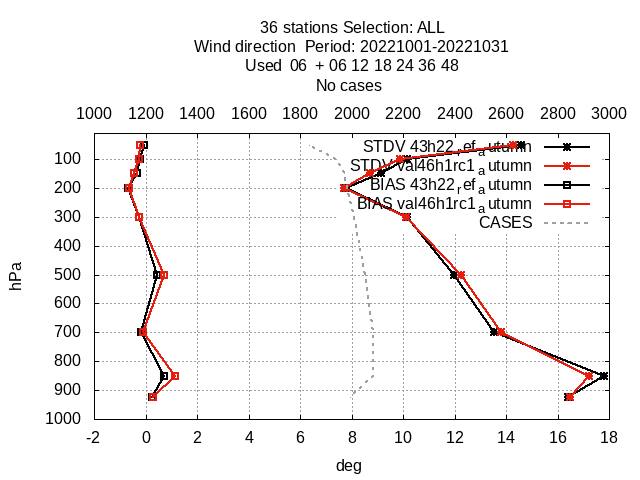 36 stations Selection: ALL
Wind direction  Period: 20221001-20221031
Used  06  + 06 12 18 24 36 48
No cases
1000 1200 1400 1600 1800 2000 2200 2400 2600 2800 3000
STDV 43h22_ref_autumn
STDV val46h1rc1_autumn
BIAS 43h22_ref_autumn
BIAS val46h1rc1_autumn
CASES
100
200
300
400
500
600
700
800
900
1000
hPa
-2 0 2 4 6 8 10 12 14 16 18
deg